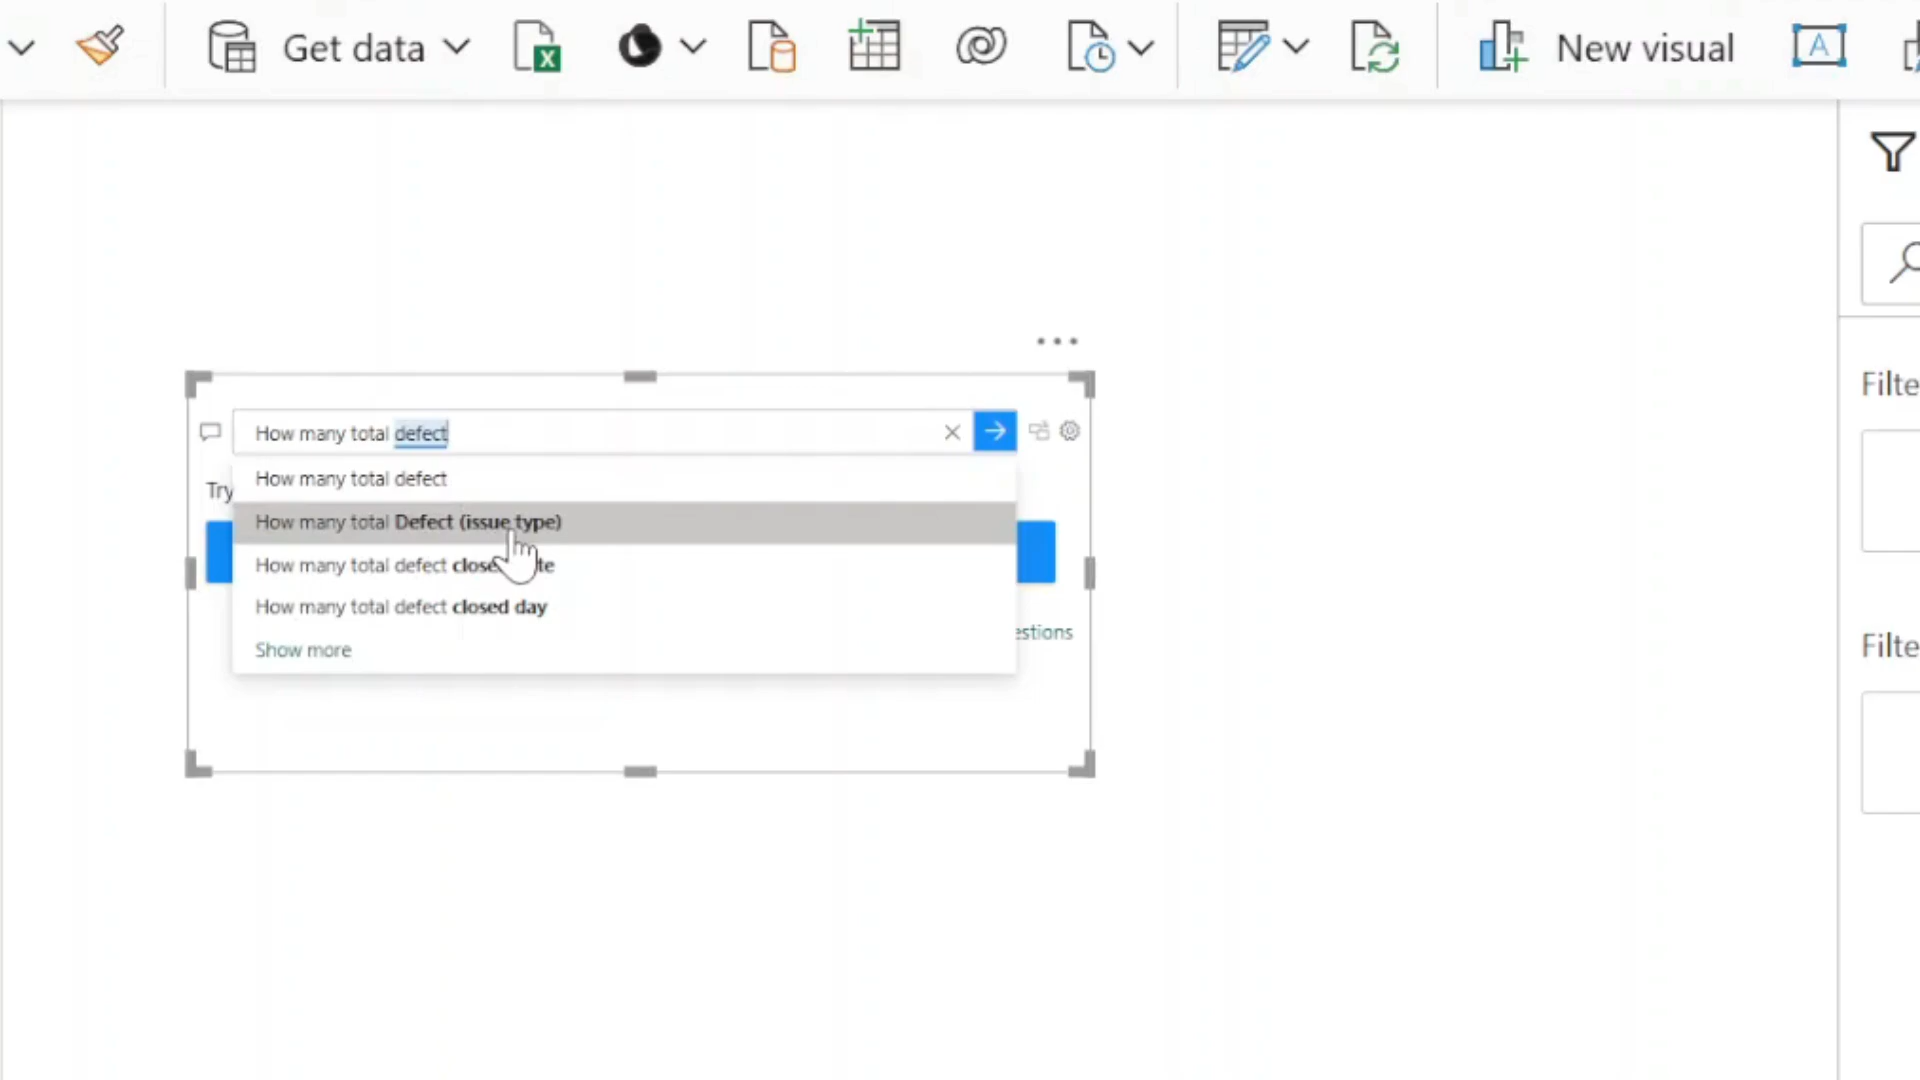 Get data
New visual
How many total defect
Try
How many total defect
How many total Defect (issue type)
How many total defect
How many total defect closed day
Show more
estions
Filte
Filte